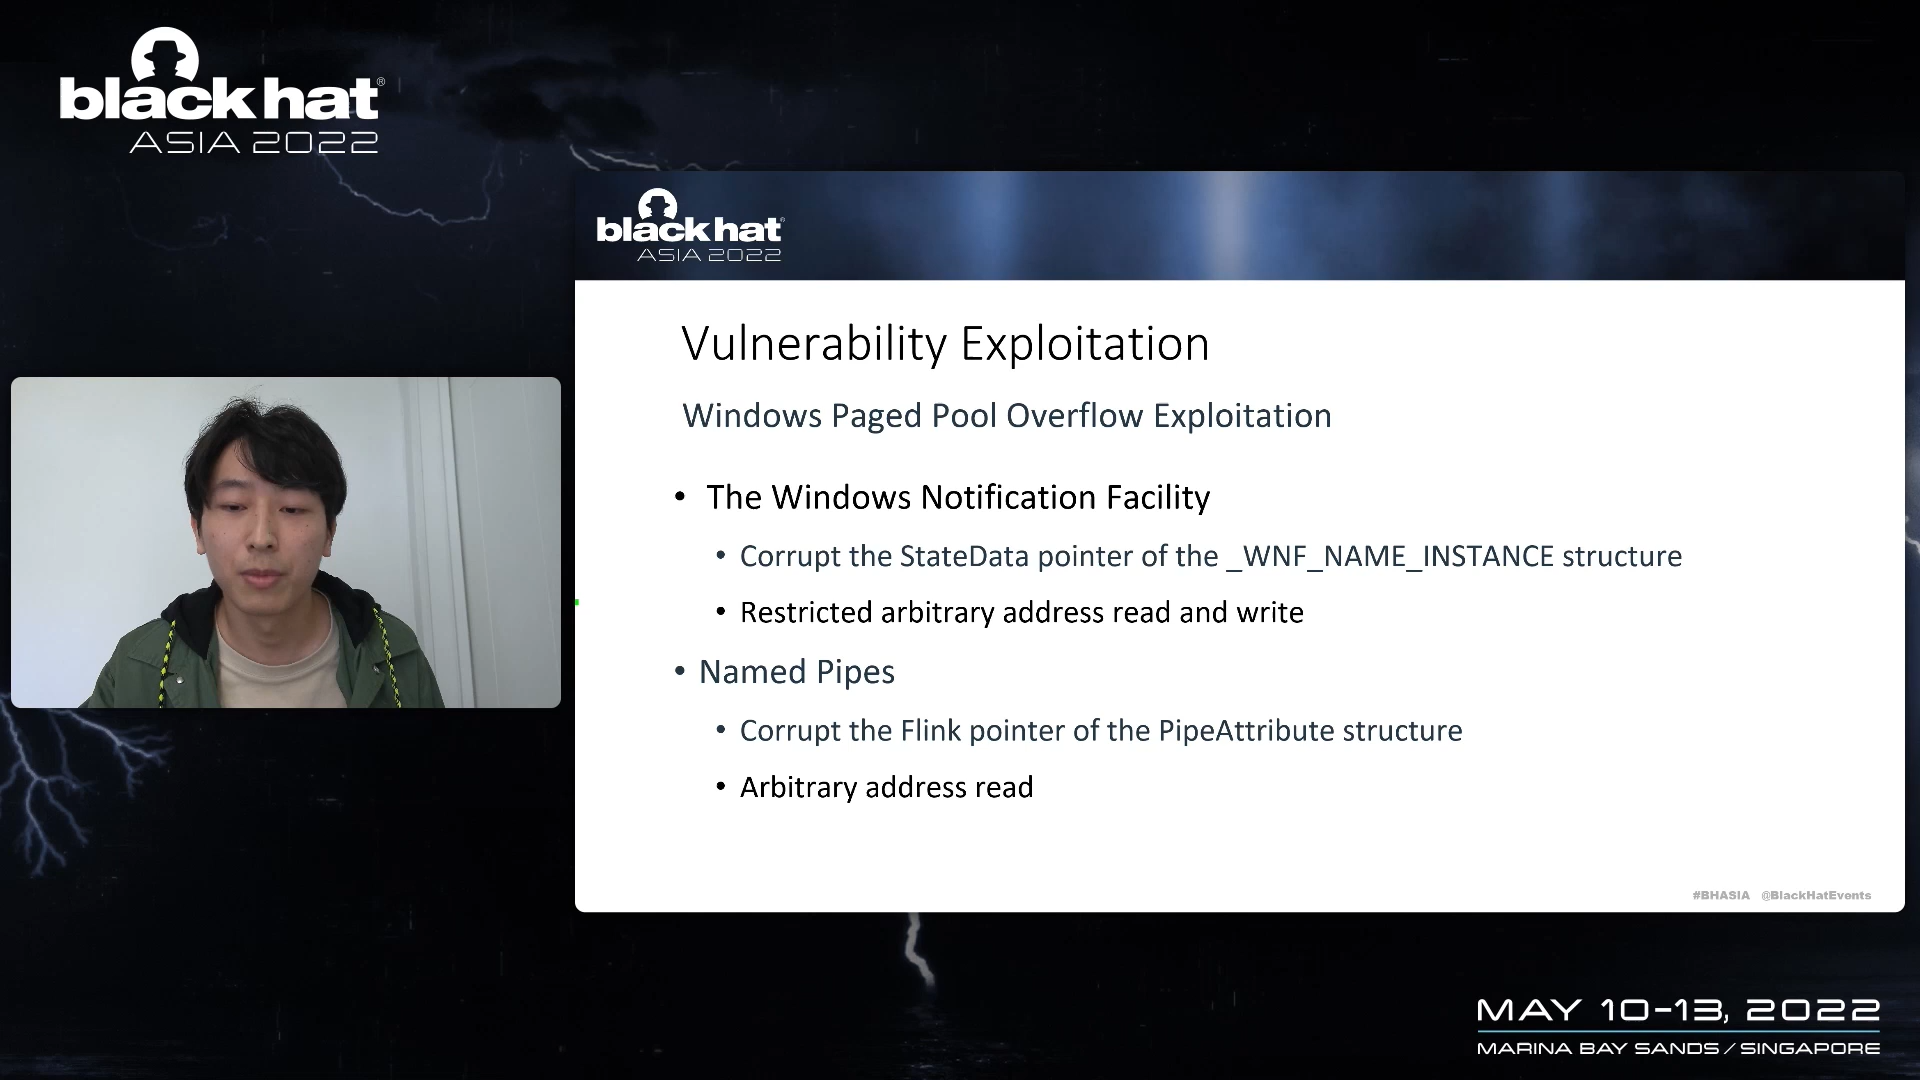 black hat®
ASIA 2022
black hat®
ASIA 2022
Vulnerability Exploitation
Windows Paged Pool Overflow Exploitation
• The Windows Notification Facility
• Corrupt the StateData pointer of the _WNF_NAME_INSTANCE structure
• Restricted arbitrary address read and write
• Named Pipes
• Corrupt the Flink pointer of the PipeAttribute structure
• Arbitrary address read
#BHASIA @BlackHatEvents
MAY 10-13, 2022
MARINA BAY SANDS / SINGAPORE